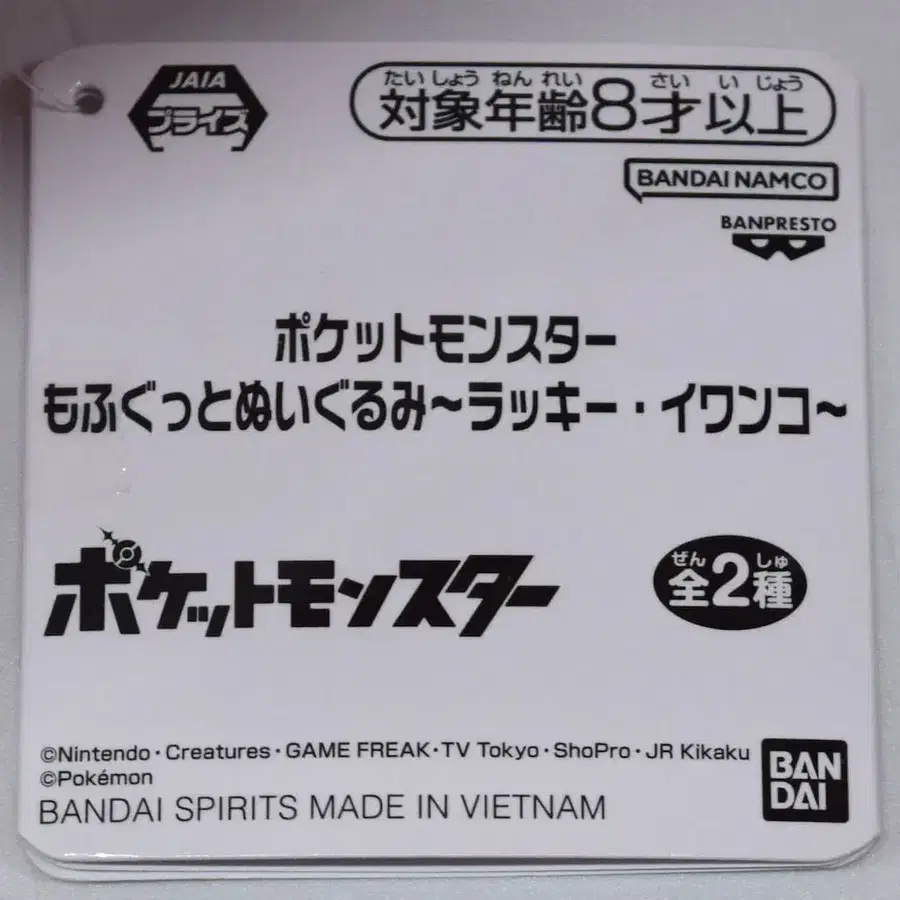 JAIA
プライズ
たいしょうねんれい さいいじょう
対象年齢8才以上
BANDAI NAMCO
BANPRESTO
ポケットモンスター
もふぐっとぬいぐるみ～ラッキー・イワンコ～
ポケットモンスター
ぜん しゅ
全2種
©Nintendo・Creatures・GAME FREAK・TV Tokyo・ShoPro・JR Kikaku
©Pokémon
BANDAI SPIRITS MADE IN VIETNAM
BAN
DAI